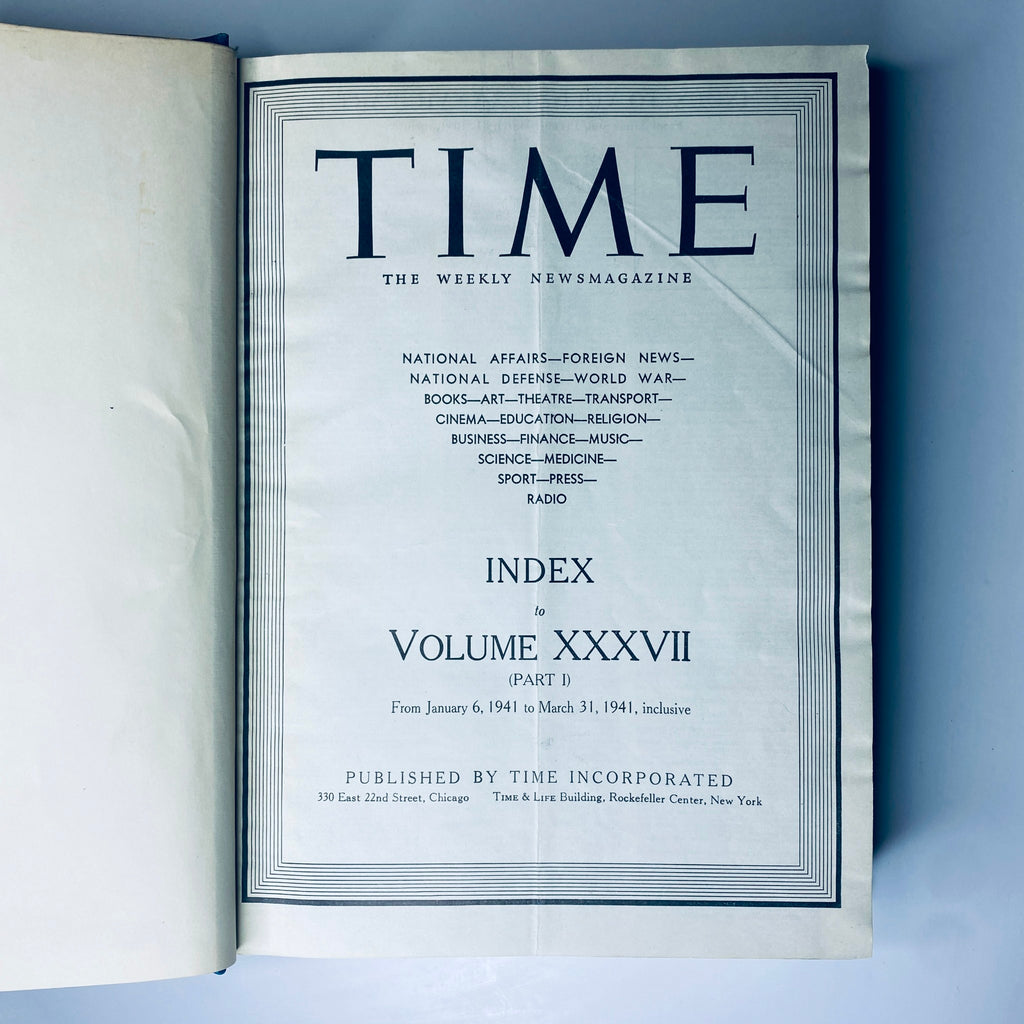 TIME
THE WEEKLY NEWSMAGAZINE
NATIONAL AFFAIRS—FOREIGN NEWS—
NATIONAL DEFENSE—WORLD WAR—
BOOKS—ART—THEATRE—TRANSPORT—
CINEMA—EDUCATION—RELIGION—
BUSINESS—FINANCE—MUSIC—
SCIENCE—MEDICINE—
SPORT—PRESS—
RADIO
INDEX
to
VOLUME XXXVII
(PART I)
From January 6, 1941 to March 31, 1941, inclusive
PUBLISHED BY TIME INCORPORATED
330 East 22nd Street, Chicago TIME & LIFE Building, Rockefeller Center, New York